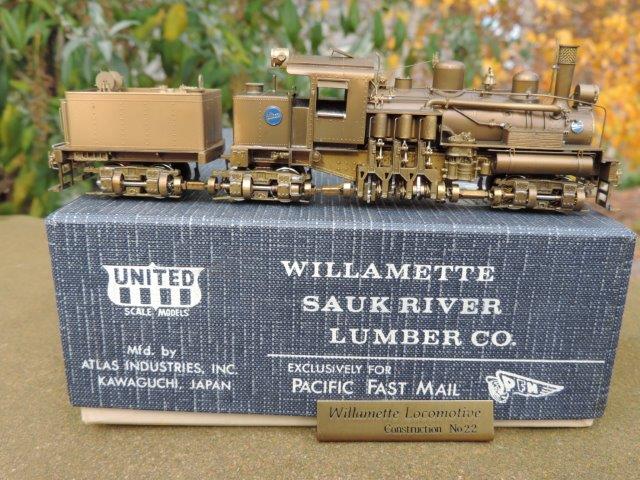 UNITED
SCALE MODELS
Mfd. by
ATLAS INDUSTRIES, INC.
KAWAGUCHI, JAPAN
WILLAMETTE
SAUK RIVER
LUMBER CO.
EXCLUSIVELY FOR
PACIFIC FAST MAIL
PFM
Willamette Locomotive
Construction No 22